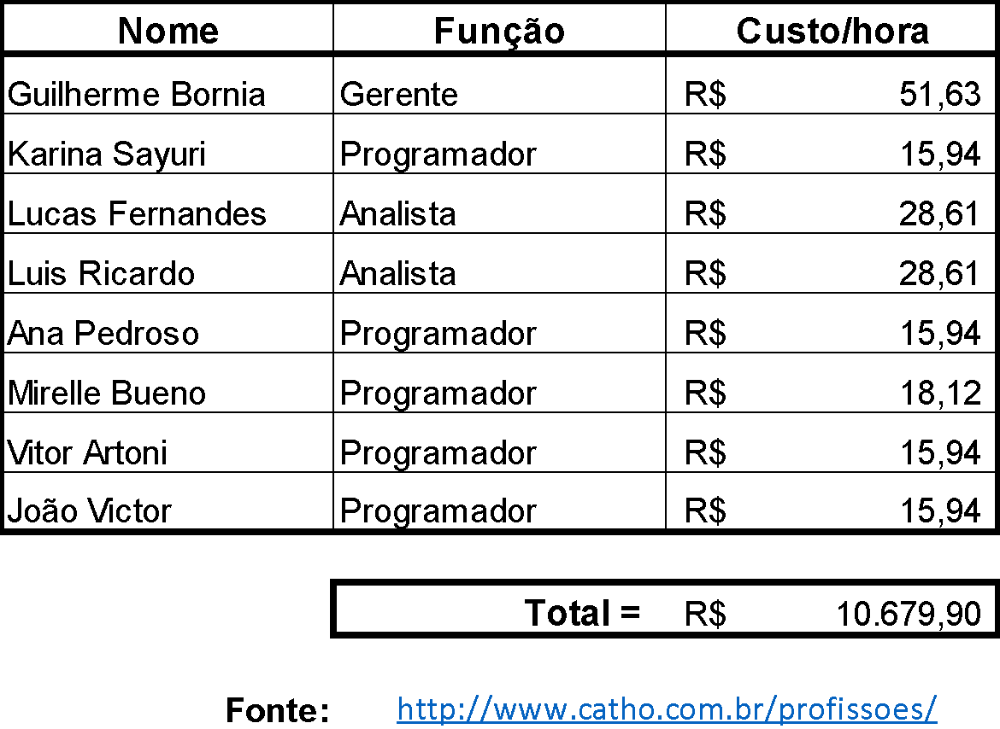 Nome Função Custo/hora
Guilherme Bornia Gerente R$ 51,63
Karina Sayuri Programador R$ 15,94
Lucas Fernandes Analista R$ 28,61
Luis Ricardo Analista R$ 28,61
Ana Pedroso Programador R$ 15,94
Mirelle Bueno Programador R$ 18,12
Vitor Artoni Programador R$ 15,94
João Victor Programador R$ 15,94
Total = R$ 10.679,90
Fonte: http://www.catho.com.br/profissoes/